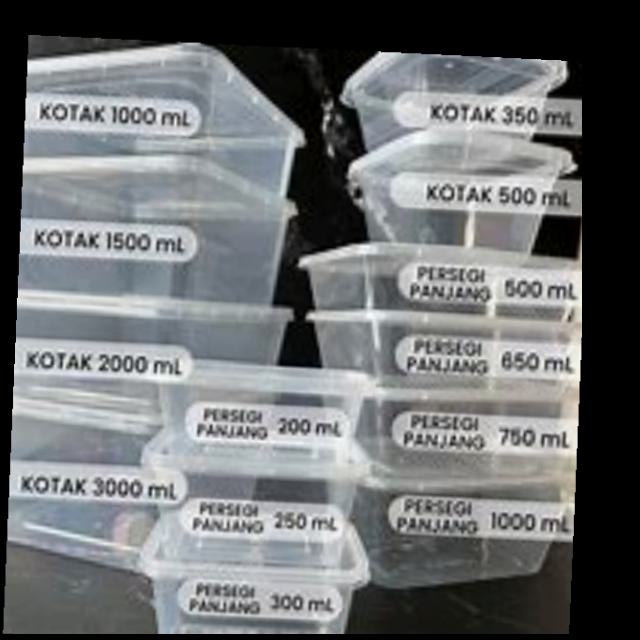 KOTAK 1000 mL
KOTAK 1500 mL
KOTAK 2000 mL
KOTAK 3000 mL
PERSEGI
PANJANG 200 mL
PERSEGI
PANJANG 250 mL
PERSEGI
PANJANG 300 mL
KOTAK 350 mL
KOTAK 500 mL
PERSEGI
PANJANG 500 mL
PERSEGI
PANJANG 650 mL
PERSEGI
PANJANG 750 mL
PERSEGI
PANJANG 1000 mL